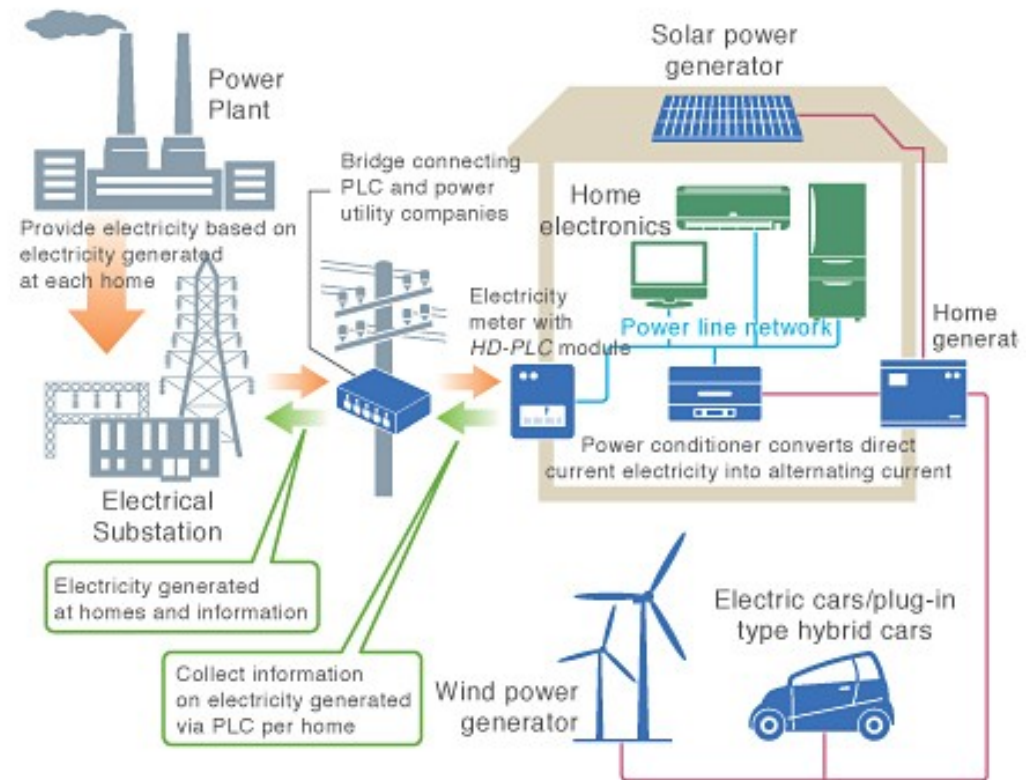 Power
Plant
Provide electricity based on
electricity generated
at each home
Bridge connecting
PLC and power
utility companies
Solar power
generator
Home
electronics
Electricity
meter with
HD-PLC module
Power line network
Home
generat
Power conditioner converts direct
current electricity into alternating current
Electrical
Substation
Electricity generated
at homes and information
Collect information
on electricity generated
via PLC per home
Wind power
generator
Electric cars/plug-in
type hybrid cars